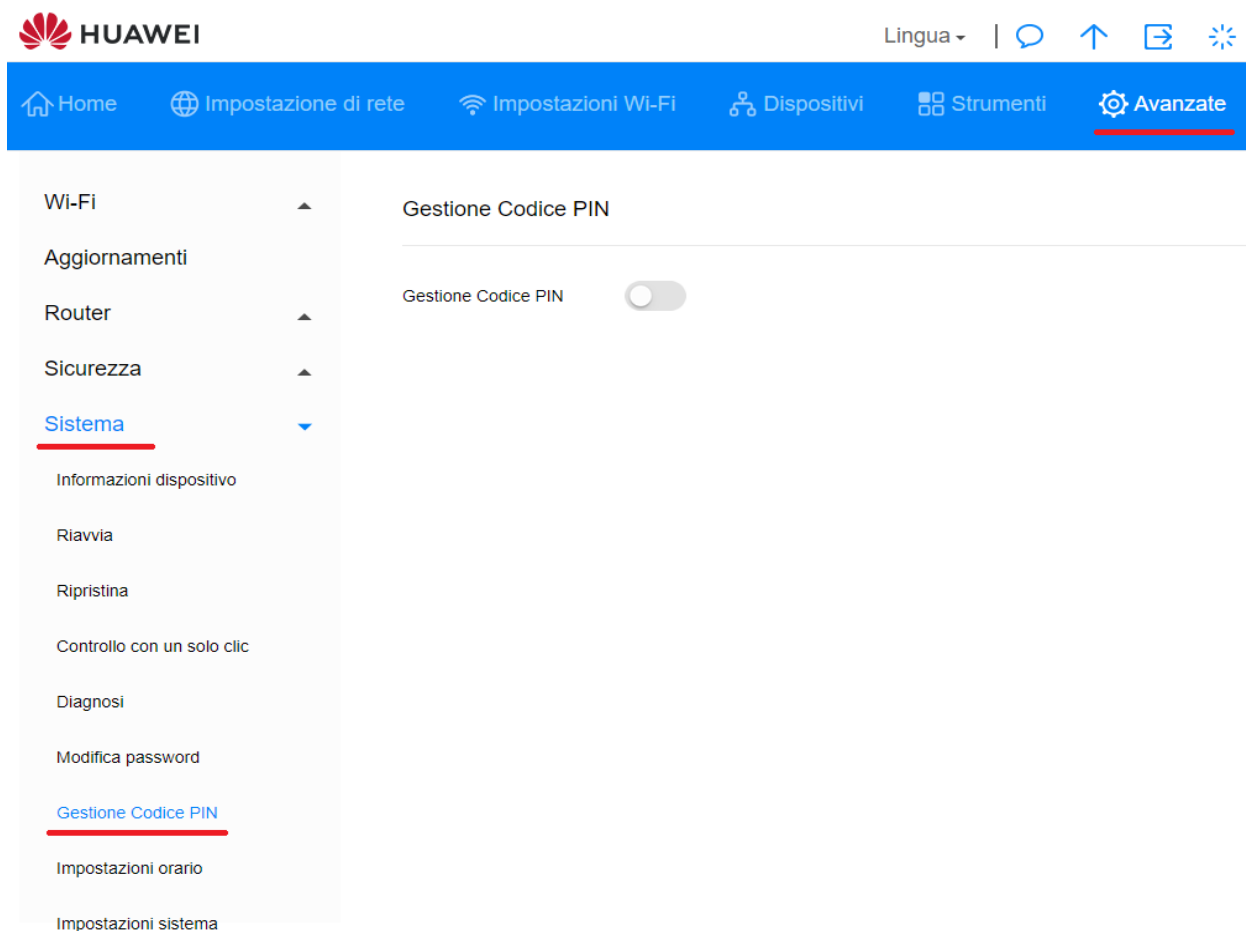 HUAWEI
Lingua
Home Impostazione di rete Impostazioni Wi-Fi Dispositivi Strumenti Avanzate
Wi-Fi
Aggiornamenti
Router
Sicurezza
Sistema
Informazioni dispositivo
Riavvia
Ripristina
Controllo con un solo clic
Diagnosi
Modifica password
Gestione Codice PIN
Impostazioni orario
Impostazioni sistema
Gestione Codice PIN
Gestione Codice PIN